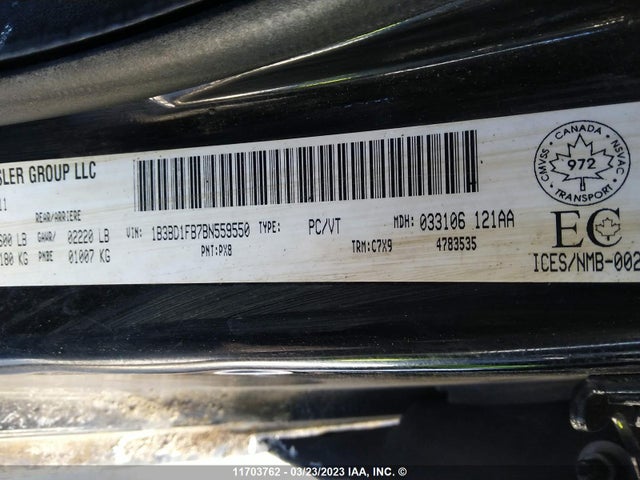 SLER GROUP LLC
11
REAR/ARRIERE
500 LB GAWR/ 02220 LB
180 KG PNBE 01007 KG
VIN: 1B3BD1FB7BN559550 TYPE: PC/VT MDH: 033106 121AA
PNT:PX8 TRM:C7X9 4783535
CMVSS CANADA NSVAC
972
TRANSPORT
EC
ICES/NMB-002
11703762 - 03/23/2023 IAA, INC. ©